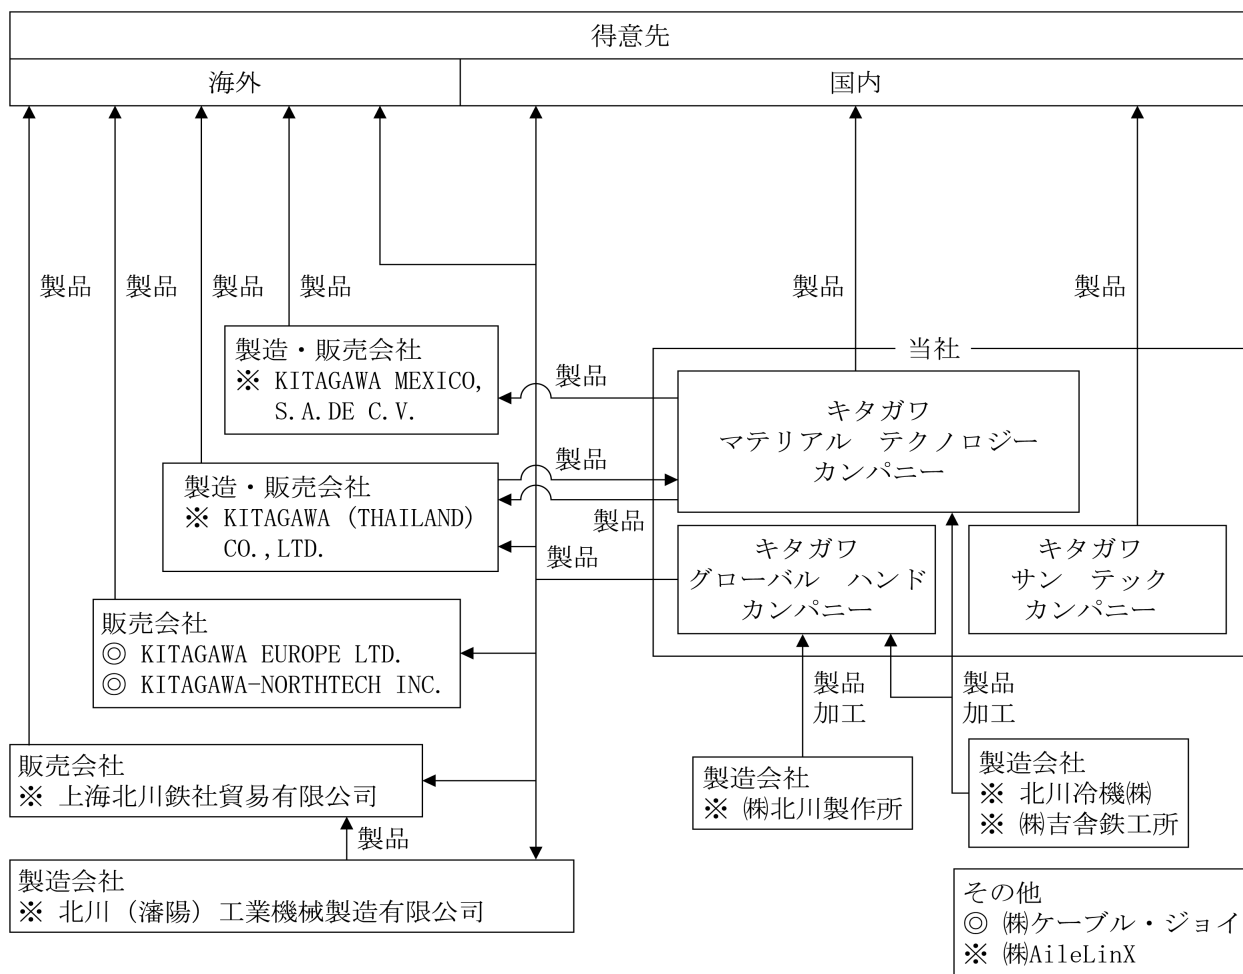 得意先
海外
国内
製品
製品
製品
製品
製品
製品
製造・販売会社
※ KITAGAWA MEXICO,
S.A.DE C.V.
製品
当社
キタガワ
マテリアル テクノロジー
カンパニー
製造・販売会社
※ KITAGAWA (THAILAND)
CO.,LTD.
製品
製品
製品
キタガワ
グローバル ハンド
カンパニー
キタガワ
サン テック
カンパニー
販売会社
◎ KITAGAWA EUROPE LTD.
◎ KITAGAWA-NORTHTECH INC.
製品
加工
製品
加工
販売会社
※ 上海北川鉄社貿易有限公司
製造会社
※ ㈱北川製作所
製造会社
※ 北川冷機㈱
※ ㈱吉舎鉄工所
製品
製造会社
※ 北川（瀋陽）工業機械製造有限公司
その他
◎ ㈱ケーブル・ジョイ
※ ㈱AileLinX